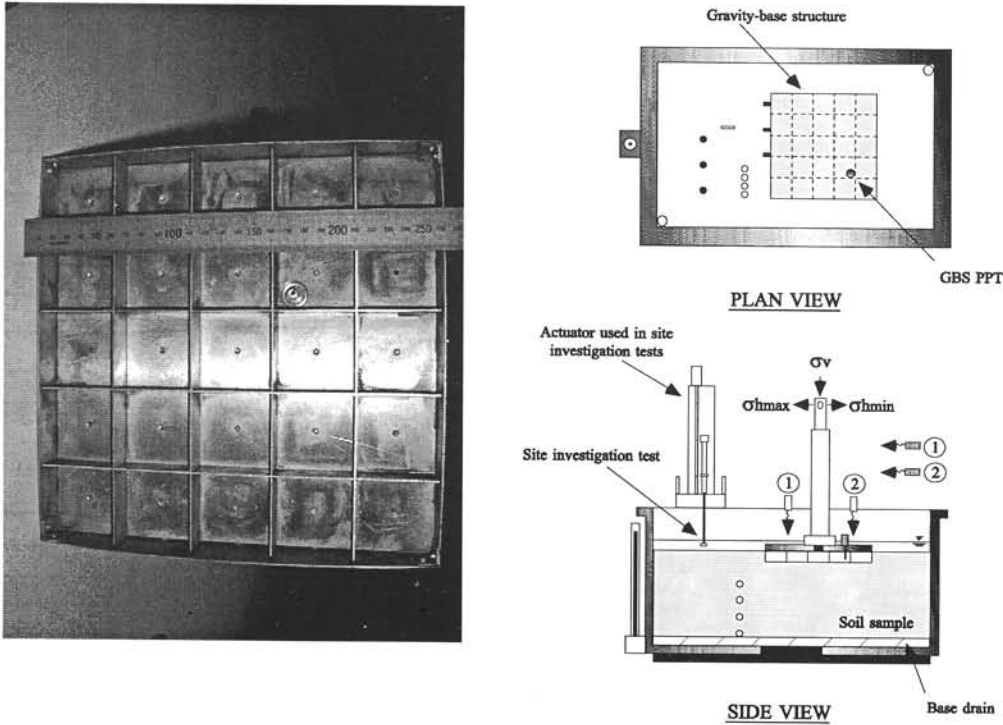 100
150
200
250
Gravity-base structure
GBS PPT
PLAN VIEW
Actuator used in site
investigation tests
σv
σhmax
σhmin
1
2
Site investigation test
1
2
Soil sample
Base drain
SIDE VIEW